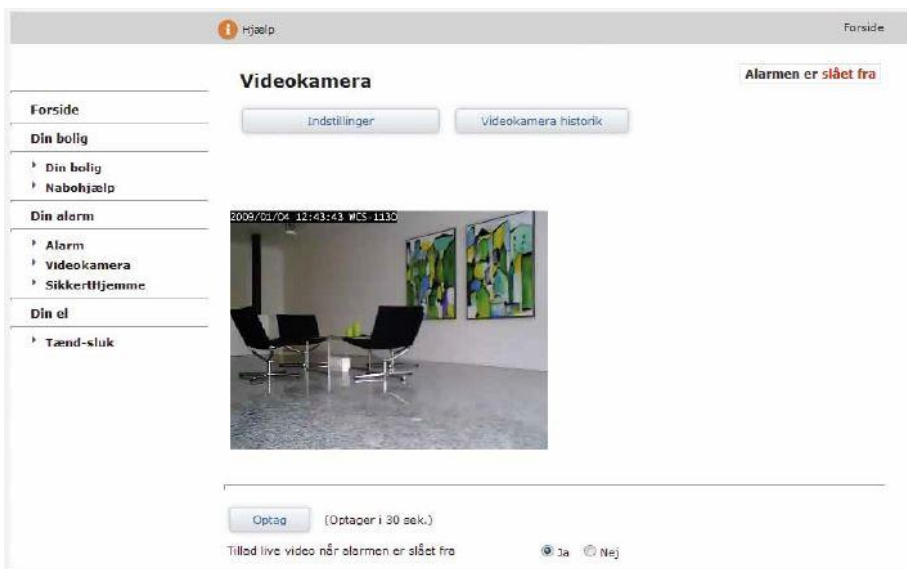 Hjælp
Forside
Videokamera
Alarmen er slået fra
Indstillinger
Videokamera historik
Forside
Din bolig
Din bolig
Nabohjælp
Din alarm
Alarm
Videokamera
SikkertHjemme
Din el
Tænd-sluk
2009/01/04 12:43:43 WCS-1130
Optag (Optager i 30 sek.)
Tillad live video når alarmen er slået fra Ja Nej